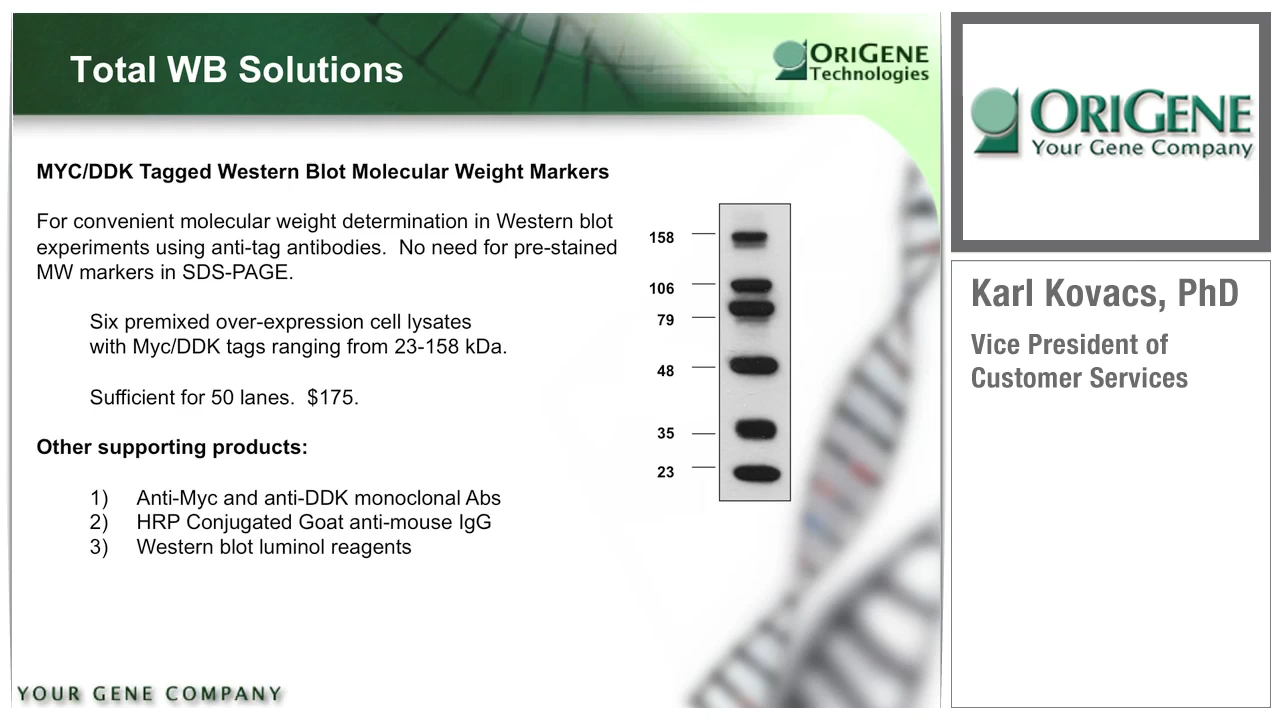 Total WB Solutions
ORIGENE
Technologies
MYC/DDK Tagged Western Blot Molecular Weight Markers
For convenient molecular weight determination in Western blot
experiments using anti-tag antibodies.  No need for pre-stained
MW markers in SDS-PAGE.
Six premixed over-expression cell lysates
with Myc/DDK tags ranging from 23-158 kDa.
Sufficient for 50 lanes.  $175.
Other supporting products:
1) Anti-Myc and anti-DDK monoclonal Abs
2) HRP Conjugated Goat anti-mouse IgG
3) Western blot luminol reagents
158
106
79
48
35
23
YOUR GENE COMPANY
ORIGENE
Your Gene Company
Karl Kovacs, PhD
Vice President of
Customer Services